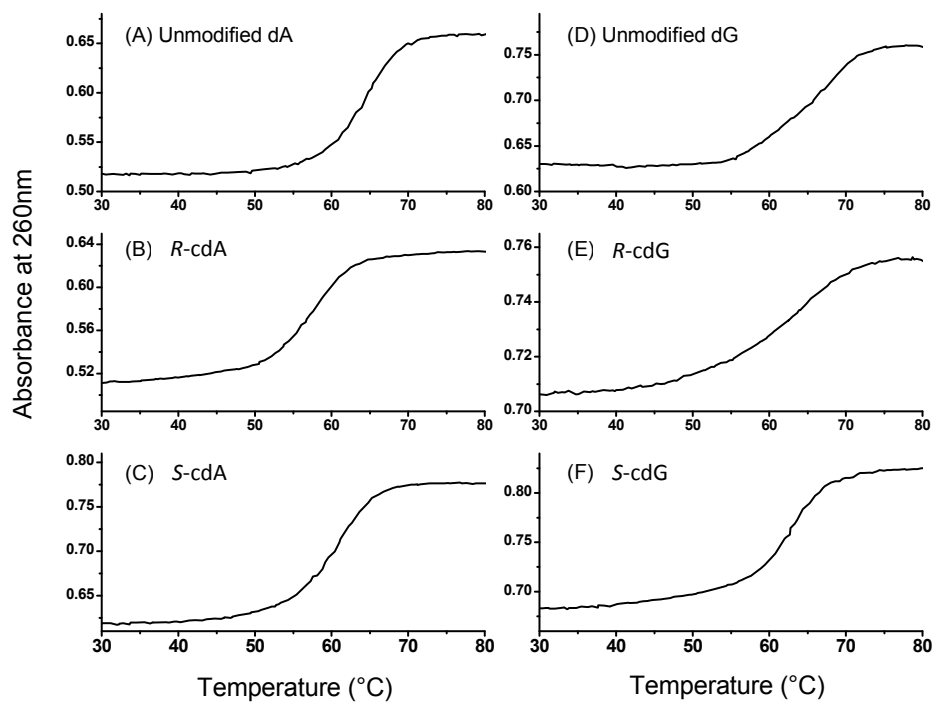 Absorbance at 260nm
(A) Unmodified dA
0.65
0.60
0.55
0.50
30 40 50 60 70 80
(D) Unmodified dG
0.75
0.70
0.65
0.60
30 40 50 60 70 80
(B) R-cdA
0.64
0.60
0.56
0.52
30 40 50 60 70 80
(E) R-cdG
0.76
0.74
0.72
0.70
30 40 50 60 70 80
(C) S-cdA
0.80
0.75
0.70
0.65
30 40 50 60 70 80
(F) S-cdG
0.80
0.75
0.70
30 40 50 60 70 80
Temperature (°C)
Temperature (°C)